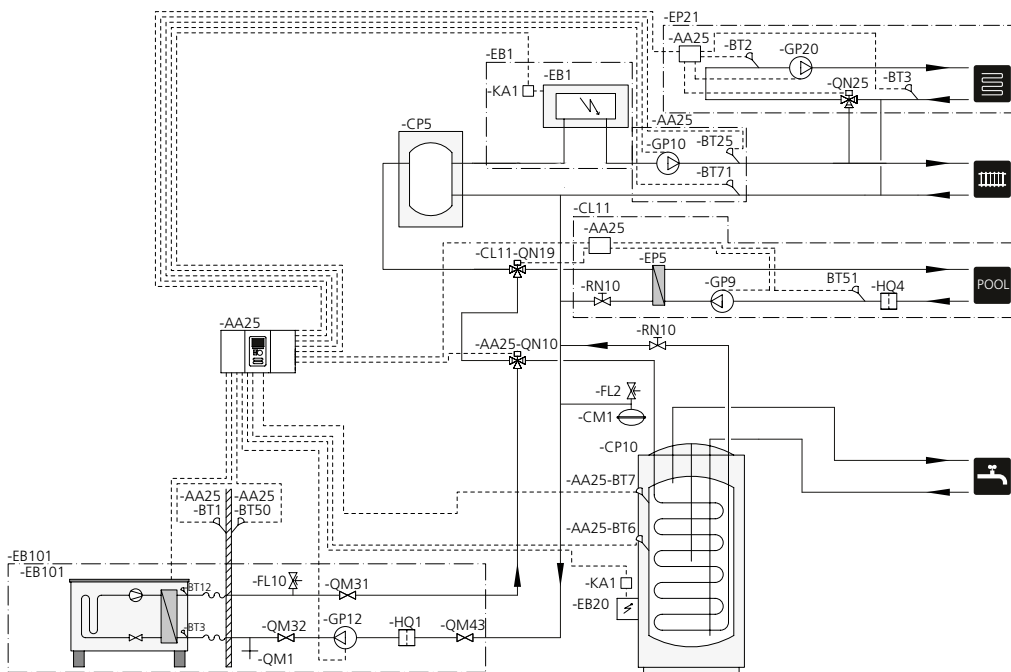 -EP21
-AA25
-BT2
-GP20
-BT3
-QN25
-EB1
-EB1
-KA1
-CP5
-AA25
-GP10
-BT25
-BT71
-CL11
-AA25
-CL11-QN19
-EP5
-RN10
-GP9
BT51
-HQ4
POOL
-AA25
-AA25-QN10
-RN10
-FL2
-CM1
-CP10
-AA25-BT7
-AA25
-BT1
-AA25
-BT50
-AA25-BT6
-EB101
-EB101
-BT12
-FL10
-QM31
-KA1
-EB20
-BT3
-QM32
-GP12
-HQ1
-QM43
-QM1